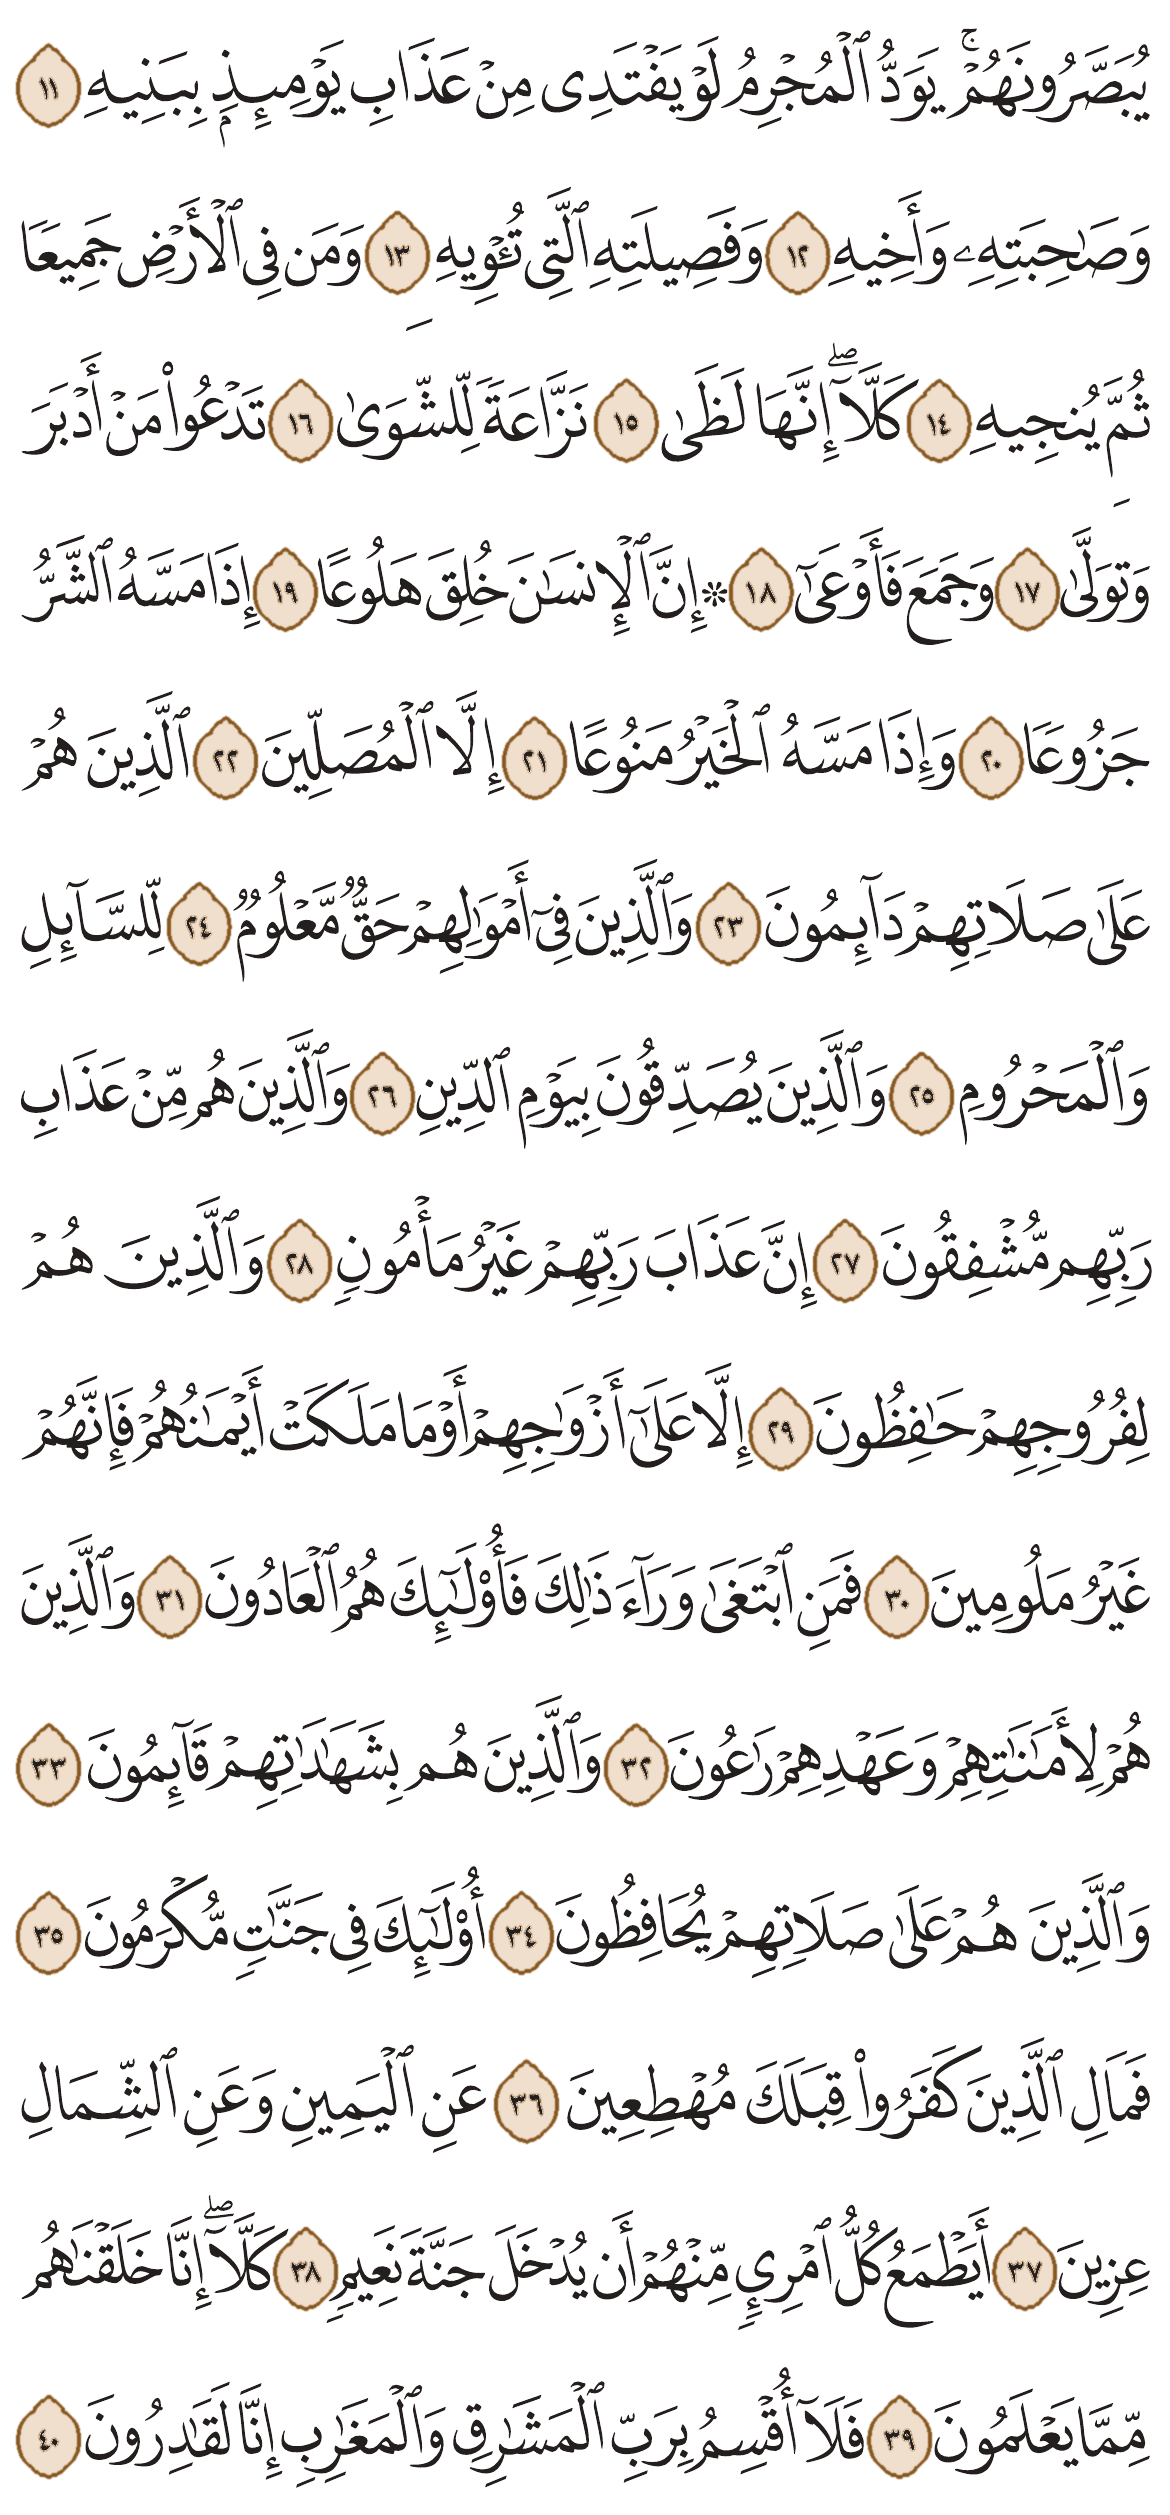 يُبَصَّرُونَهُمْۚ يَوَدُّ ٱلْمُجْرِمُ لَوْ يَفْتَدِى مِنْ عَذَابِ يَوْمِئِذٍۭ بِبَنِيهِ ١١
وَصَـٰحِبَتِهِۦ وَأَخِيهِ ١٢ وَفَصِيلَتِهِ ٱلَّتِى تُـْٔوِيهِ ١٣ وَمَن فِى ٱلْأَرْضِ جَمِيعًا
ثُمَّ يُنجِيهِ ١٤ كَلَّآۖ إِنَّهَا لَظَىٰ ١٥ نَزَّاعَةً لِّلشَّوَىٰ ١٦ تَدْعُوا۟ مَنْ أَدْبَرَ
وَتَوَلَّىٰ ١٧ وَجَمَعَ فَأَوْعَىٰٓ ١٨ ۞ إِنَّ ٱلْإِنسَـٰنَ خُلِقَ هَلُوعًا ١٩ إِذَا مَسَّهُ ٱلشَّرُّ
جَزُوعًا ٢٠ وَإِذَا مَسَّهُ ٱلْخَيْرُ مَنُوعًا ٢١ إِلَّا ٱلْمُصَلِّينَ ٢٢ ٱلَّذِينَ هُمْ
عَلَىٰ صَلَاتِهِمْ دَآئِمُونَ ٢٣ وَٱلَّذِينَ فِىٓ أَمْوَٰلِهِمْ حَقٌّ مَّعْلُومٌ ٢٤ لِّلسَّآئِلِ
وَٱلْمَحْرُومِ ٢٥ وَٱلَّذِينَ يُصَدِّقُونَ بِيَوْمِ ٱلدِّينِ ٢٦ وَٱلَّذِينَ هُم مِّنْ عَذَابِ
رَبِّهِم مُّشْفِقُونَ ٢٧ إِنَّ عَذَابَ رَبِّهِمْ غَيْرُ مَأْمُونٍ ٢٨ وَٱلَّذِينَ هُمْ
لِفُرُوجِهِمْ حَـٰفِظُونَ ٢٩ إِلَّا عَلَىٰٓ أَزْوَٰجِهِمْ أَوْ مَا مَلَكَتْ أَيْمَـٰنُهُمْ فَإِنَّهُمْ
غَيْرُ مَلُومِينَ ٣٠ فَمَنِ ٱبْتَغَىٰ وَرَآءَ ذَٰلِكَ فَأُو۟لَـٰٓئِكَ هُمُ ٱلْعَادُونَ ٣١ وَٱلَّذِينَ
هُمْ لِأَمَـٰنَـٰتِهِمْ وَعَهْدِهِمْ رَٰعُونَ ٣٢ وَٱلَّذِينَ هُم بِشَهَـٰدَٰتِهِمْ قَآئِمُونَ ٣٣
وَٱلَّذِينَ هُمْ عَلَىٰ صَلَاتِهِمْ يُحَافِظُونَ ٣٤ أُو۟لَـٰٓئِكَ فِى جَنَّـٰتٍ مُّكْرَمُونَ ٣٥
فَمَالِ ٱلَّذِينَ كَفَرُوا۟ قِبَلَكَ مُهْطِعِينَ ٣٦ عَنِ ٱلْيَمِينِ وَعَنِ ٱلشِّمَالِ
عِزِينَ ٣٧ أَيَطْمَعُ كُلُّ ٱمْرِئٍ مِّنْهُمْ أَن يُدْخَلَ جَنَّةَ نَعِيمٍ ٣٨ كَلَّآۖ إِنَّا خَلَقْنَـٰهُم
مِّمَّا يَعْلَمُونَ ٣٩ فَلَآ أُقْسِمُ بِرَبِّ ٱلْمَشَـٰرِقِ وَٱلْمَغَـٰرِبِ إِنَّا لَقَـٰدِرُونَ ٤٠